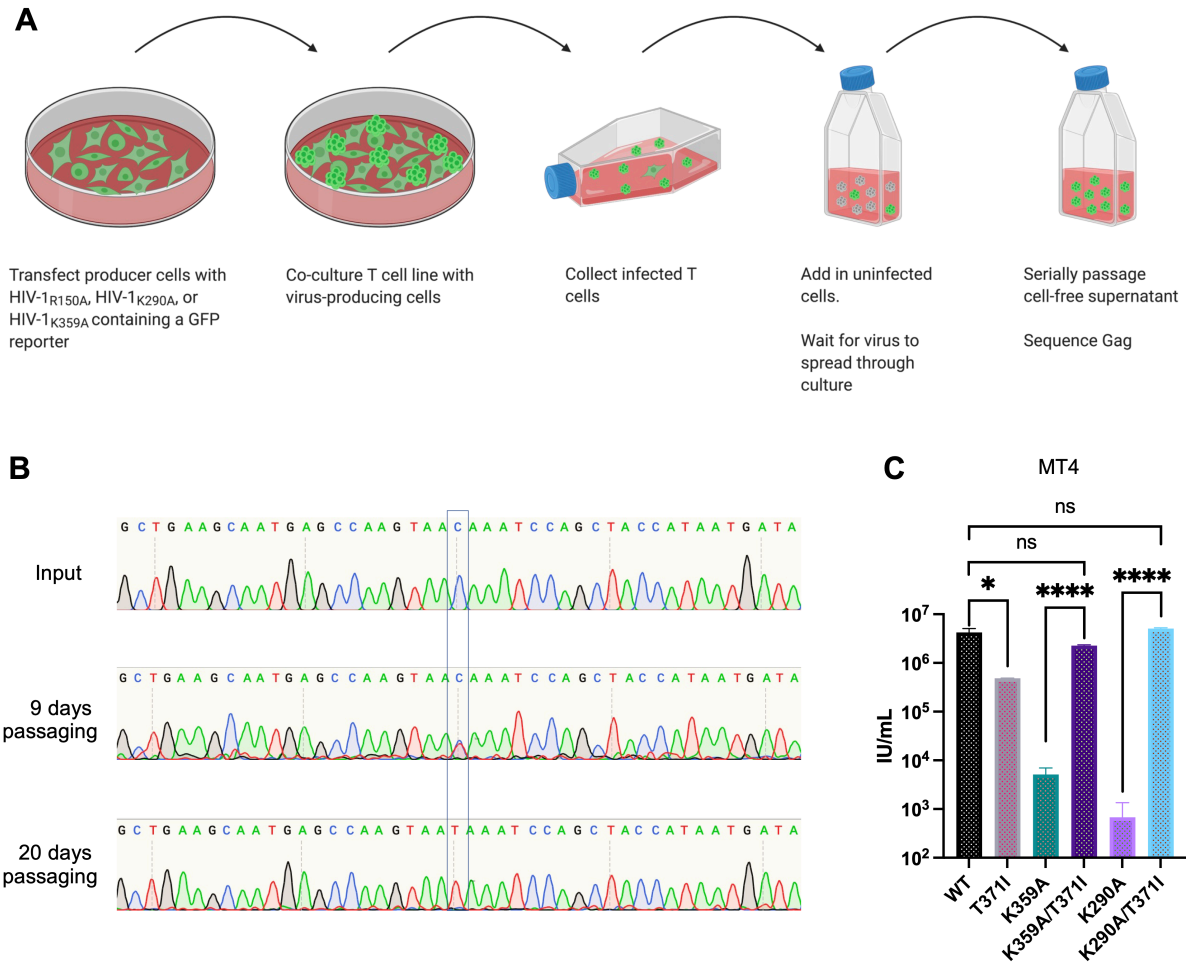 A
Transfect producer cells with
HIV-1R150A, HIV-1K290A, or
HIV-1K359A containing a GFP
reporter
Co-culture T cell line with
virus-producing cells
Collect infected T
cells
Add in uninfected
cells.
Wait for virus to
spread through
culture
Serially passage
cell-free supernatant
Sequence Gag
B
Input
G C T G A A G C A A T G A G C C A A G T A A C A A A T C C A G C T A C C A T A A T G A T A
9 days
passaging
G C T G A A G C A A T G A G C C A A G T A A C A A A T C C A G C T A C C A T A A T G A T A
20 days
passaging
G C T G A A G C A A T G A G C C A A G T A A T A A A T C C A G C T A C C A T A A T G A T A
C
MT4
ns
ns
* **** ****
IU/mL
10⁷
10⁶
10⁵
10⁴
10³
10²
WT
T371I
K359A
K359A/T371I
K290A
K290A/T371I